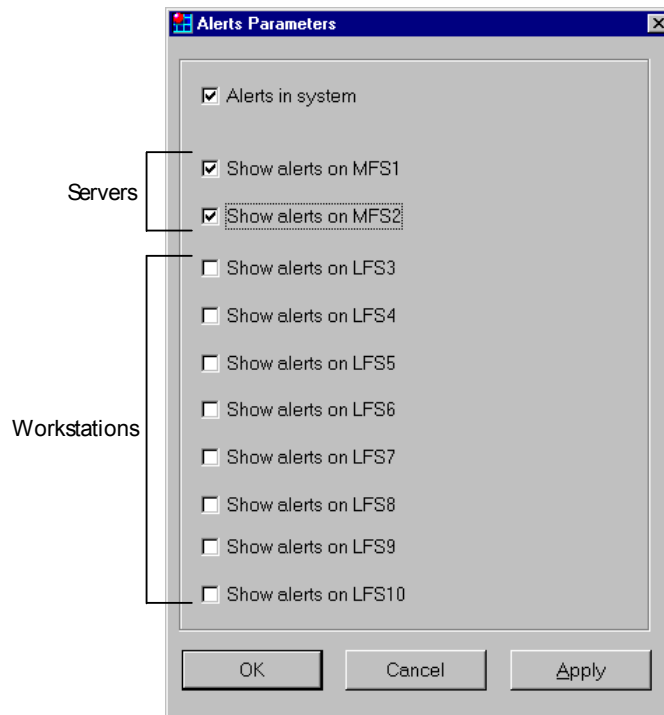 Alerts Parameters
Alerts in system
Servers
Show alerts on MFS1
Show alerts on MFS2
Workstations
Show alerts on LFS3
Show alerts on LFS4
Show alerts on LFS5
Show alerts on LFS6
Show alerts on LFS7
Show alerts on LFS8
Show alerts on LFS9
Show alerts on LFS10
OK
Cancel
Apply